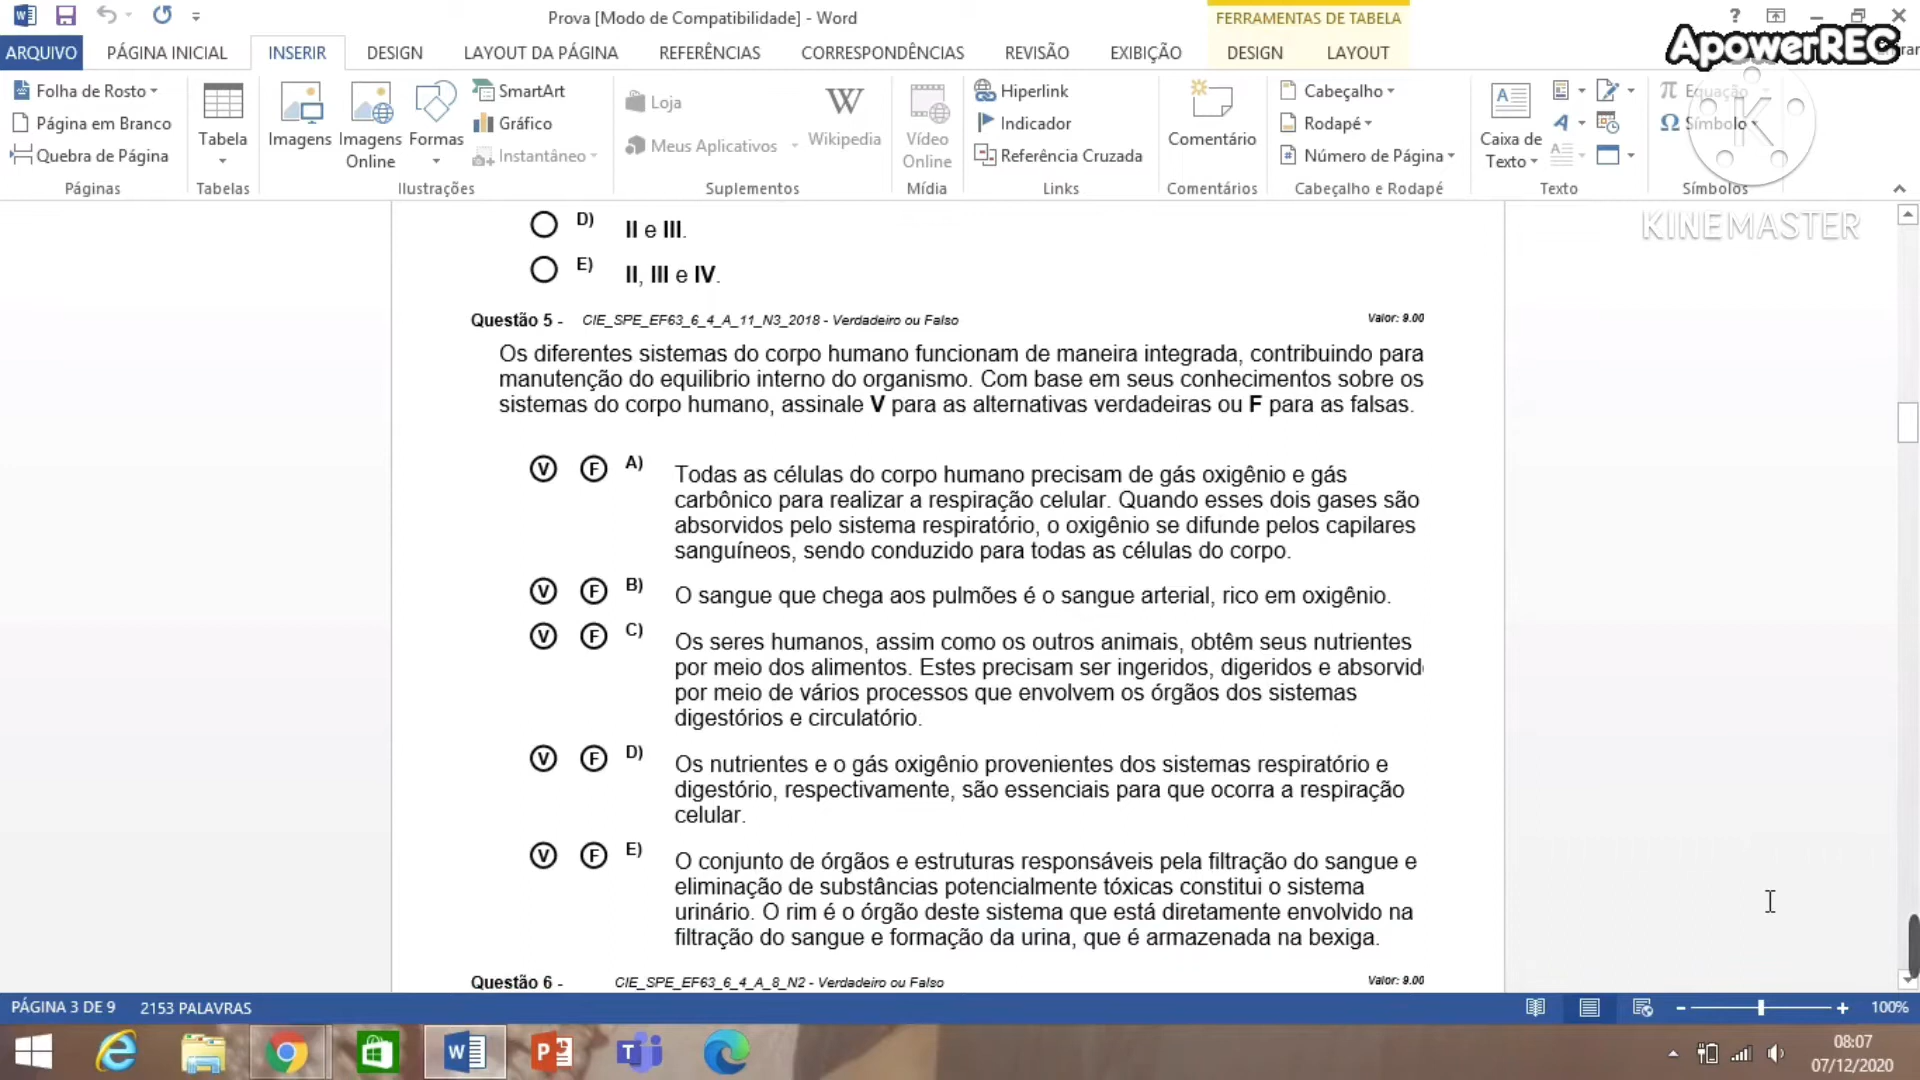 Prova [Modo de Compatibilidade] - Word
FERRAMENTAS DE TABELA
?
ApowerREC
ARQUIVO PÁGINA INICIAL INSERIR DESIGN LAYOUT DA PÁGINA REFERÊNCIAS CORRESPONDÊNCIAS REVISÃO EXIBIÇÃO DESIGN LAYOUT
Folha de Rosto
Página em Branco
Quebra de Página
Páginas
Tabela
Tabelas
Imagens
Imagens Online
Formas
SmartArt
Gráfico
Instantâneo
Ilustrações
Loja
Meus Aplicativos
Wikipedia
Suplementos
Vídeo Online
Mídia
Hiperlink
Indicador
Referência Cruzada
Links
Comentário
Comentários
Cabeçalho
Rodapé
Número de Página
Cabeçalho e Rodapé
Caixa de Texto
Texto
π Equação
Ω Símbolo
Símbolos
K
KINEMASTER
D) II e III.
E) II, III e IV.
Questão 5 - CIE_SPE_EF63_6_4_A_11_N3_2018 - Verdadeiro ou Falso Valor: 9.00
Os diferentes sistemas do corpo humano funcionam de maneira integrada, contribuindo para
manutenção do equilibrio interno do organismo. Com base em seus conhecimentos sobre os
sistemas do corpo humano, assinale V para as alternativas verdadeiras ou F para as falsas.
V F A) Todas as células do corpo humano precisam de gás oxigênio e gás
carbônico para realizar a respiração celular. Quando esses dois gases são
absorvidos pelo sistema respiratório, o oxigênio se difunde pelos capilares
sanguíneos, sendo conduzido para todas as células do corpo.
V F B) O sangue que chega aos pulmões é o sangue arterial, rico em oxigênio.
V F C) Os seres humanos, assim como os outros animais, obtêm seus nutrientes
por meio dos alimentos. Estes precisam ser ingeridos, digeridos e absorvid
por meio de vários processos que envolvem os órgãos dos sistemas
digestórios e circulatório.
V F D) Os nutrientes e o gás oxigênio provenientes dos sistemas respiratório e
digestório, respectivamente, são essenciais para que ocorra a respiração
celular.
V F E) O conjunto de órgãos e estruturas responsáveis pela filtração do sangue e
eliminação de substâncias potencialmente tóxicas constitui o sistema
urinário. O rim é o órgão deste sistema que está diretamente envolvido na
filtração do sangue e formação da urina, que é armazenada na bexiga.
Questão 6 - CIE_SPE_EF63_6_4_A_8_N2 - Verdadeiro ou Falso Valor: 9.00
PÁGINA 3 DE 9 2153 PALAVRAS 100%
08:07
07/12/2020